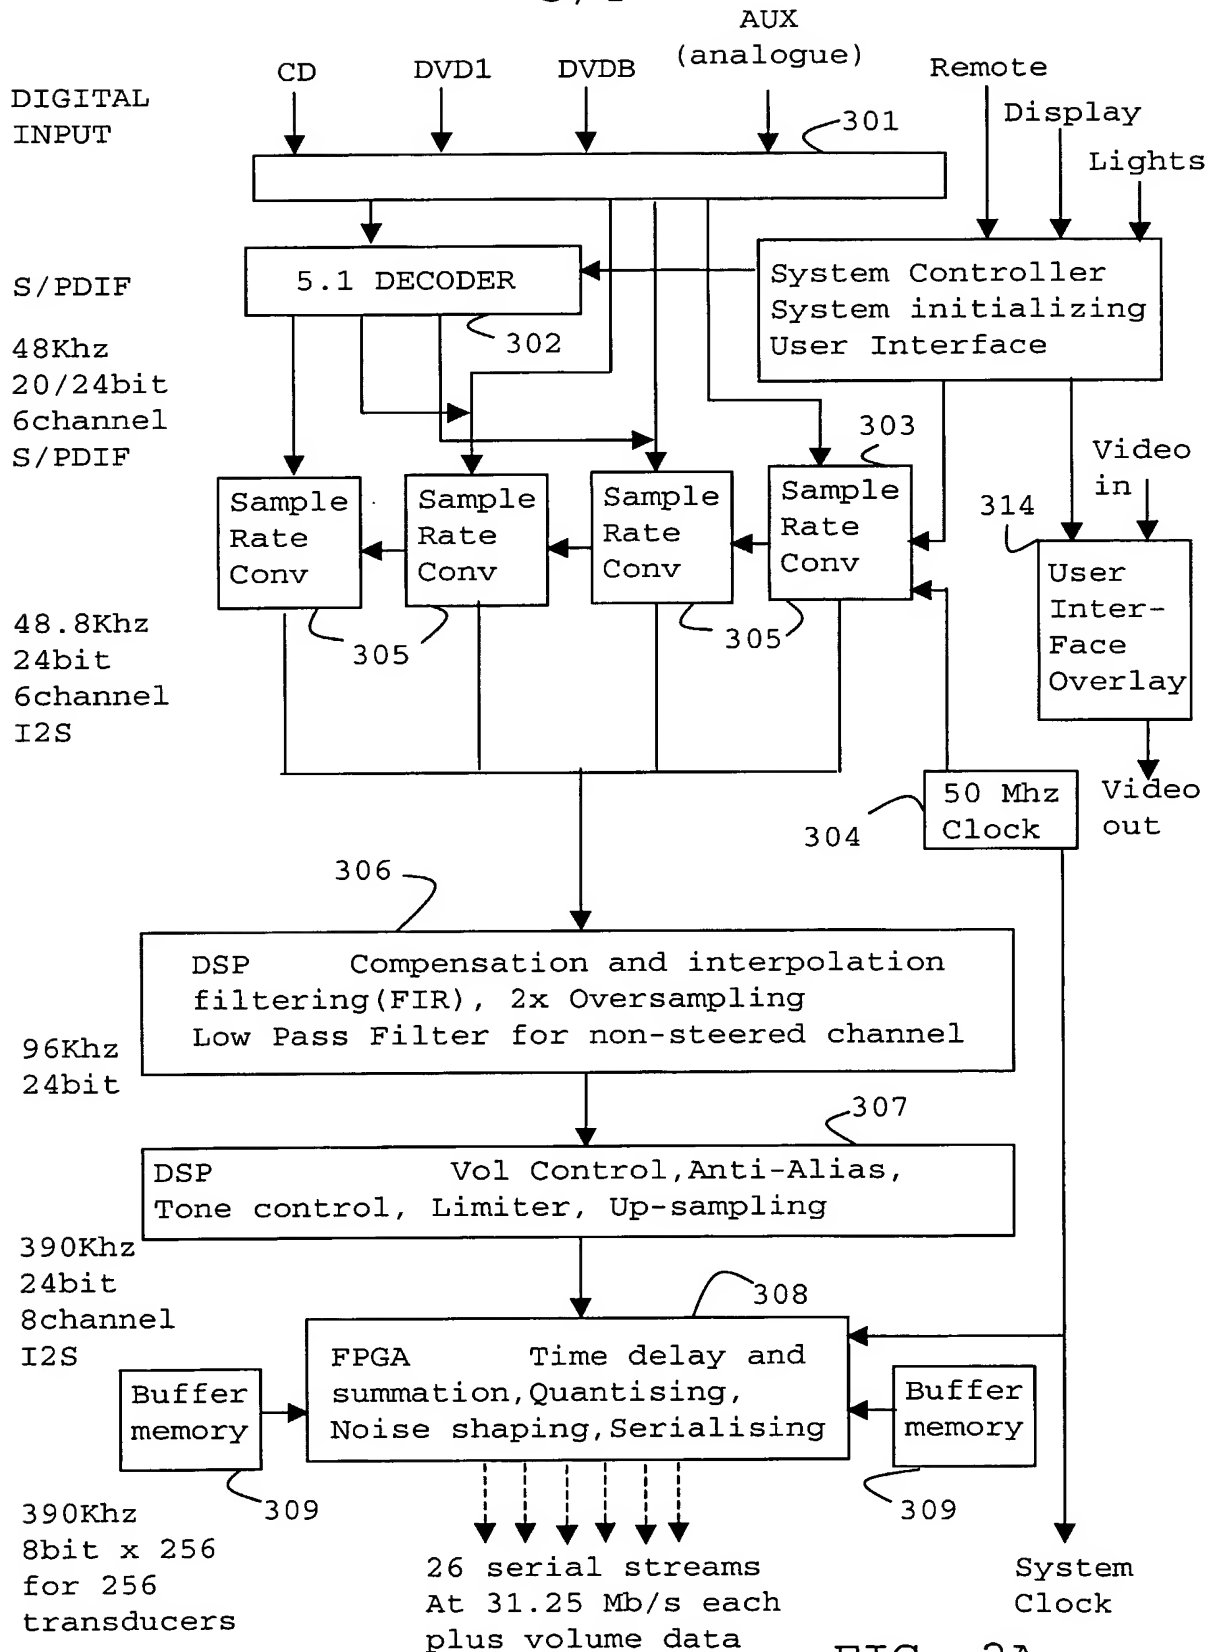 AUX
(analogue)
CD
DVD1
DVDB
Remote
DIGITAL
INPUT
Display
301
Lights
S/PDIF
5.1 DECODER
System Controller
System initializing
User Interface
302
48Khz
20/24bit
6channel
S/PDIF
303
Video
in
314
Sample
Rate
Conv
Sample
Rate
Conv
Sample
Rate
Conv
Sample
Rate
Conv
User
Inter-
Face
Overlay
48.8Khz
24bit
6channel
I2S
305
305
50 Mhz
Clock
304
Video
out
306
DSP Compensation and interpolation
filtering(FIR), 2x Oversampling
Low Pass Filter for non-steered channel
96Khz
24bit
307
DSP Vol Control,Anti-Alias,
Tone control, Limiter, Up-sampling
390Khz
24bit
8channel
I2S
308
FPGA Time delay and
summation,Quantising,
Noise shaping,Serialising
Buffer
memory
Buffer
memory
309
309
390Khz
8bit x 256
for 256
transducers
26 serial streams
At 31.25 Mb/s each
plus volume data
System
Clock